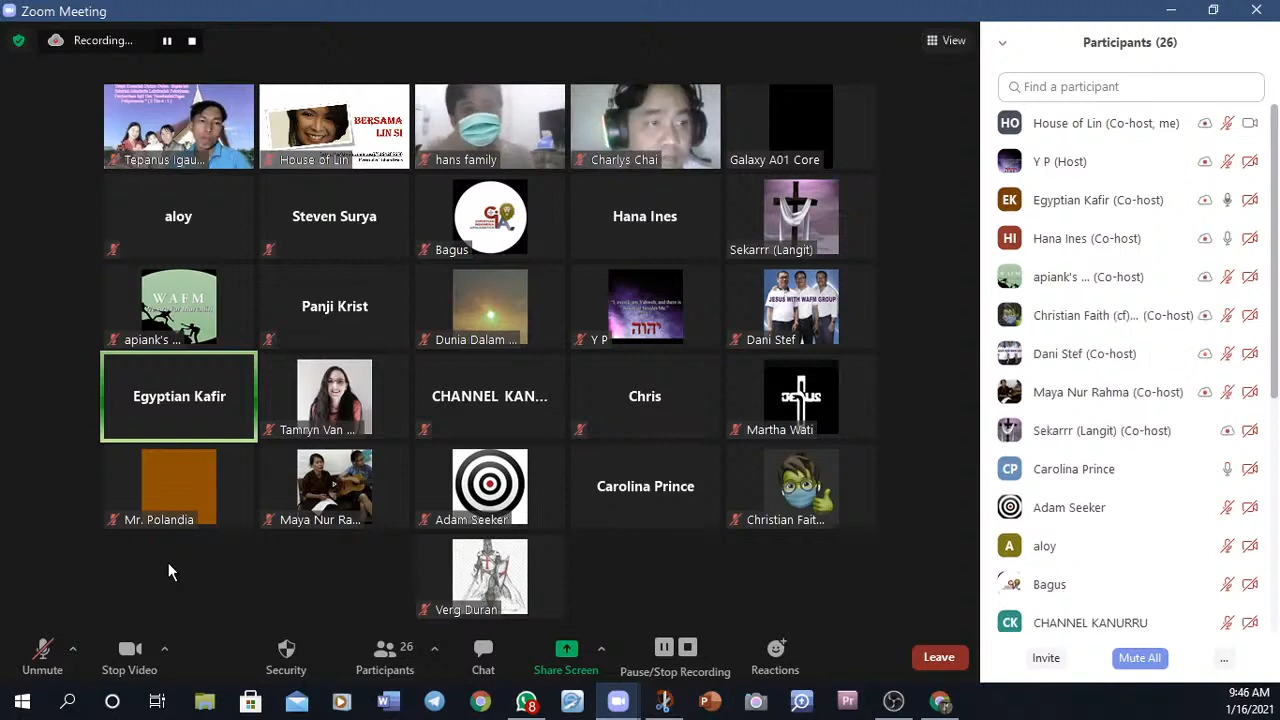 Zoom Meeting
Recording...
View
Participants (26)
Find a participant
Tepanus Igau...
BERSAMA
LIN SI
House of Lin
hans family
Charlys Chai
Galaxy A01 Core
House of Lin (Co-host, me)
Y P (Host)
aloy
Steven Surya
Bagus
Hana Ines
Sekarrr (Langit)
EK
Egyptian Kafir (Co-host)
HI
Hana Ines (Co-host)
WAFM
apiank's ...
Panji Krist
Dunia Dalam ...
יהוה
Y P
JESUS WITH WAFM GROUP
Dani Stef
apiank's ... (Co-host)
Christian Faith (cf)... (Co-host)
Dani Stef (Co-host)
Egyptian Kafir
Tamryn Van ...
CHANNEL KAN...
Chris
JESUS
Martha Wati
Maya Nur Rahma (Co-host)
Sekarrr (Langit) (Co-host)
Mr. Polandia
Maya Nur Ra...
Adam Seeker
Carolina Prince
Christian Fait...
CP
Carolina Prince
Adam Seeker
Verg Duran
A
aloy
Bagus
CK
CHANNEL KANURRU
Unmute
Stop Video
Security
26
Participants
Chat
Share Screen
Pause/Stop Recording
Reactions
Leave
Invite
Mute All
...
8
Pr
9:46 AM
1/16/2021